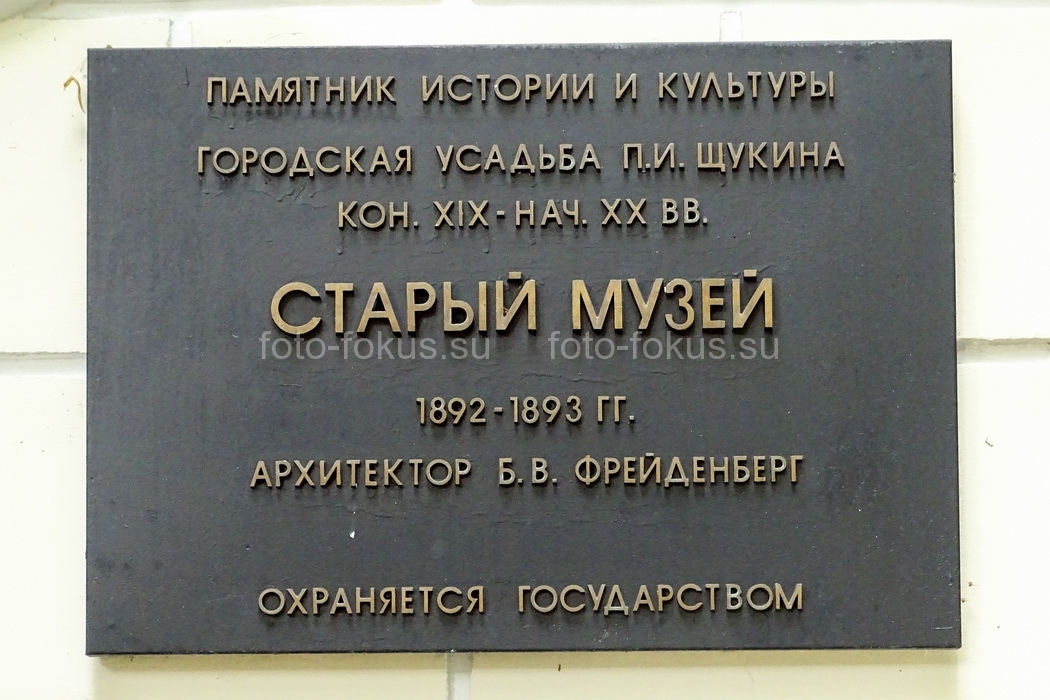 ПАМЯТНИК ИСТОРИИ И КУЛЬТУРЫ
ГОРОДСКАЯ УСАДЬБА П.И. ЩУКИНА
КОН. XIX - НАЧ. XX ВВ.
СТАРЫЙ МУЗЕЙ
foto-fokus.su foto-fokus.su
1892 - 1893 ГГ.
АРХИТЕКТОР Б.В. ФРЕЙДЕНБЕРГ
ОХРАНЯЕТСЯ ГОСУДАРСТВОМ